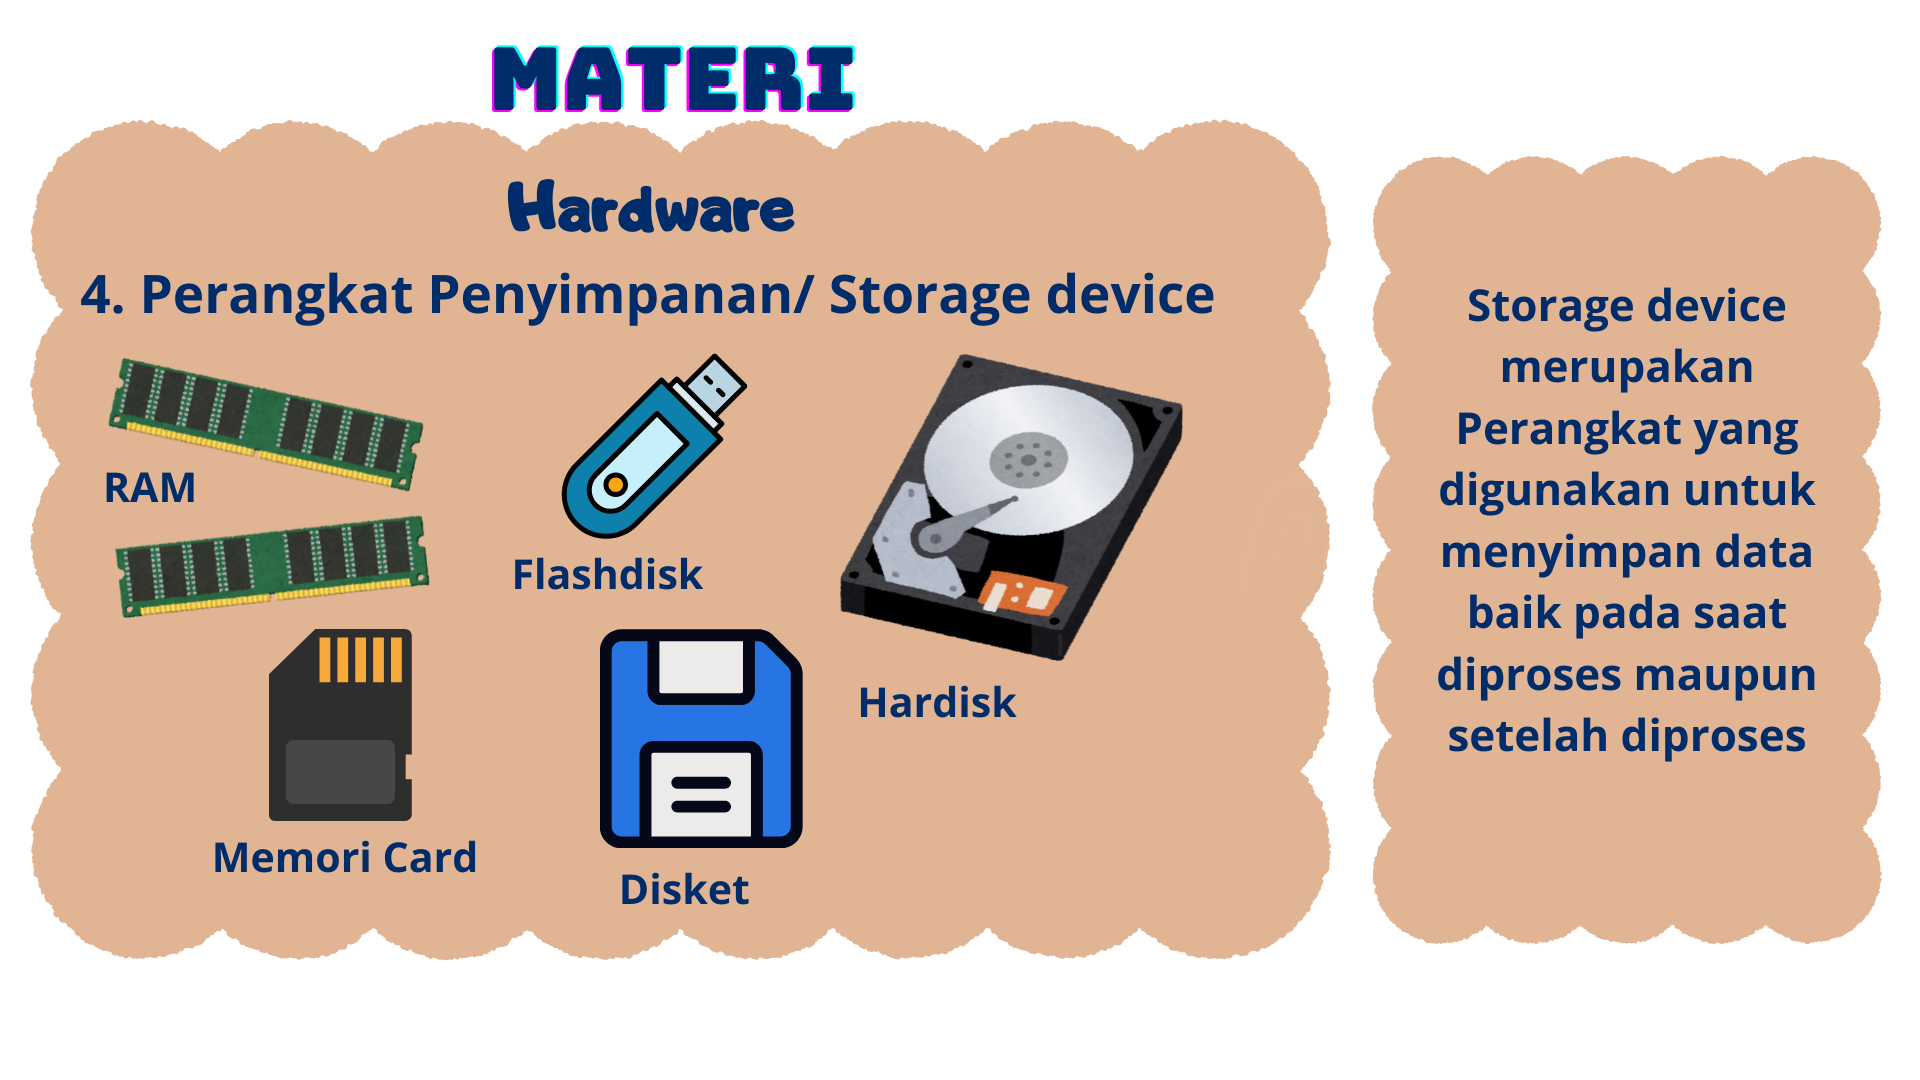 MATERI
Hardware
4. Perangkat Penyimpanan/ Storage device
RAM
Flashdisk
Hardisk
Memori Card
Disket
Storage device
merupakan
Perangkat yang
digunakan untuk
menyimpan data
baik pada saat
diproses maupun
setelah diproses